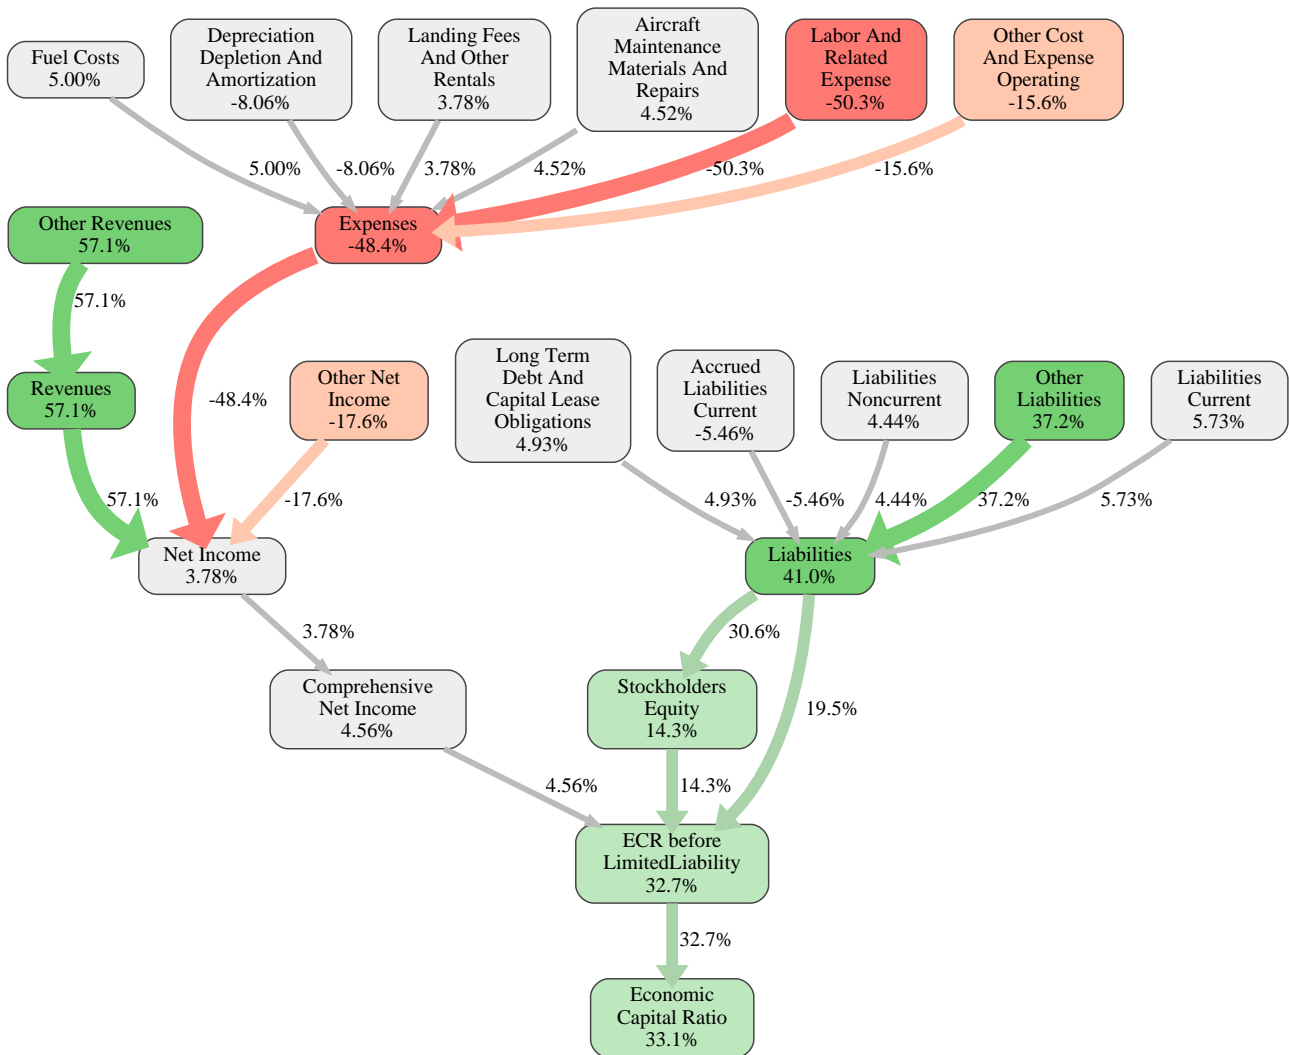 Fuel Costs
5.00%
Depreciation
Depletion And
Amortization
-8.06%
Landing Fees
And Other
Rentals
3.78%
Aircraft
Maintenance
Materials And
Repairs
4.52%
Labor And
Related
Expense
-50.3%
Other Cost
And Expense
Operating
-15.6%
5.00%
-8.06%
3.78%
4.52%
-50.3%
-15.6%
Other Revenues
57.1%
Expenses
-48.4%
57.1%
Revenues
57.1%
-48.4%
Other Net
Income
-17.6%
Long Term
Debt And
Capital Lease
Obligations
4.93%
Accrued
Liabilities
Current
-5.46%
Liabilities
Noncurrent
4.44%
Other
Liabilities
37.2%
Liabilities
Current
5.73%
57.1%
-17.6%
4.93%
-5.46%
4.44%
37.2%
5.73%
Net Income
3.78%
Liabilities
41.0%
3.78%
30.6%
Comprehensive
Net Income
4.56%
Stockholders
Equity
14.3%
19.5%
4.56%
14.3%
ECR before
LimitedLiability
32.7%
32.7%
Economic
Capital Ratio
33.1%